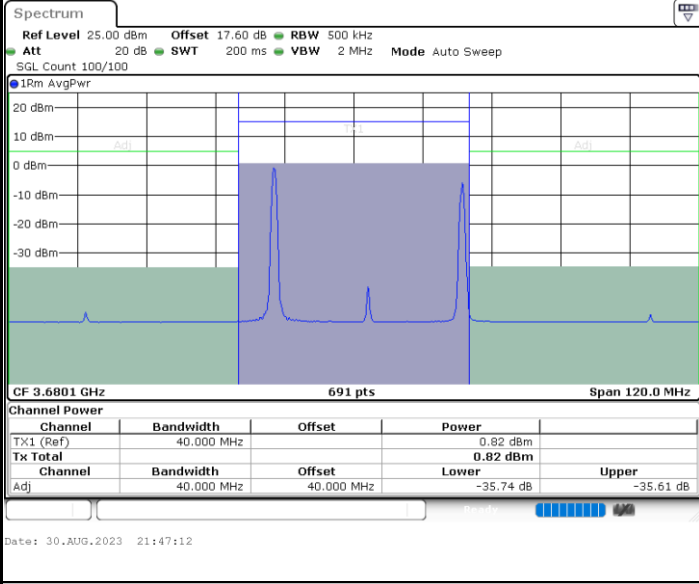 Spectrum
Ref Level 25.00 dBm Offset 17.60 dB RBW 500 kHz
Att 20 dB SWT 200 ms VBW 2 MHz Mode Auto Sweep
SGL Count 100/100
1Rm AvgPwr
20 dBm
TX1
10 dBm
Adj Adj
0 dBm
-10 dBm
-20 dBm
-30 dBm
CF 3.6801 GHz 691 pts Span 120.0 MHz
Channel Power
Channel Bandwidth Offset Power
TX1 (Ref) 40.000 MHz 0.82 dBm
Tx Total 0.82 dBm
Channel Bandwidth Offset Lower Upper
Adj 40.000 MHz 40.000 MHz -35.74 dB -35.61 dB
Ready
Date: 30.AUG.2023 21:47:12